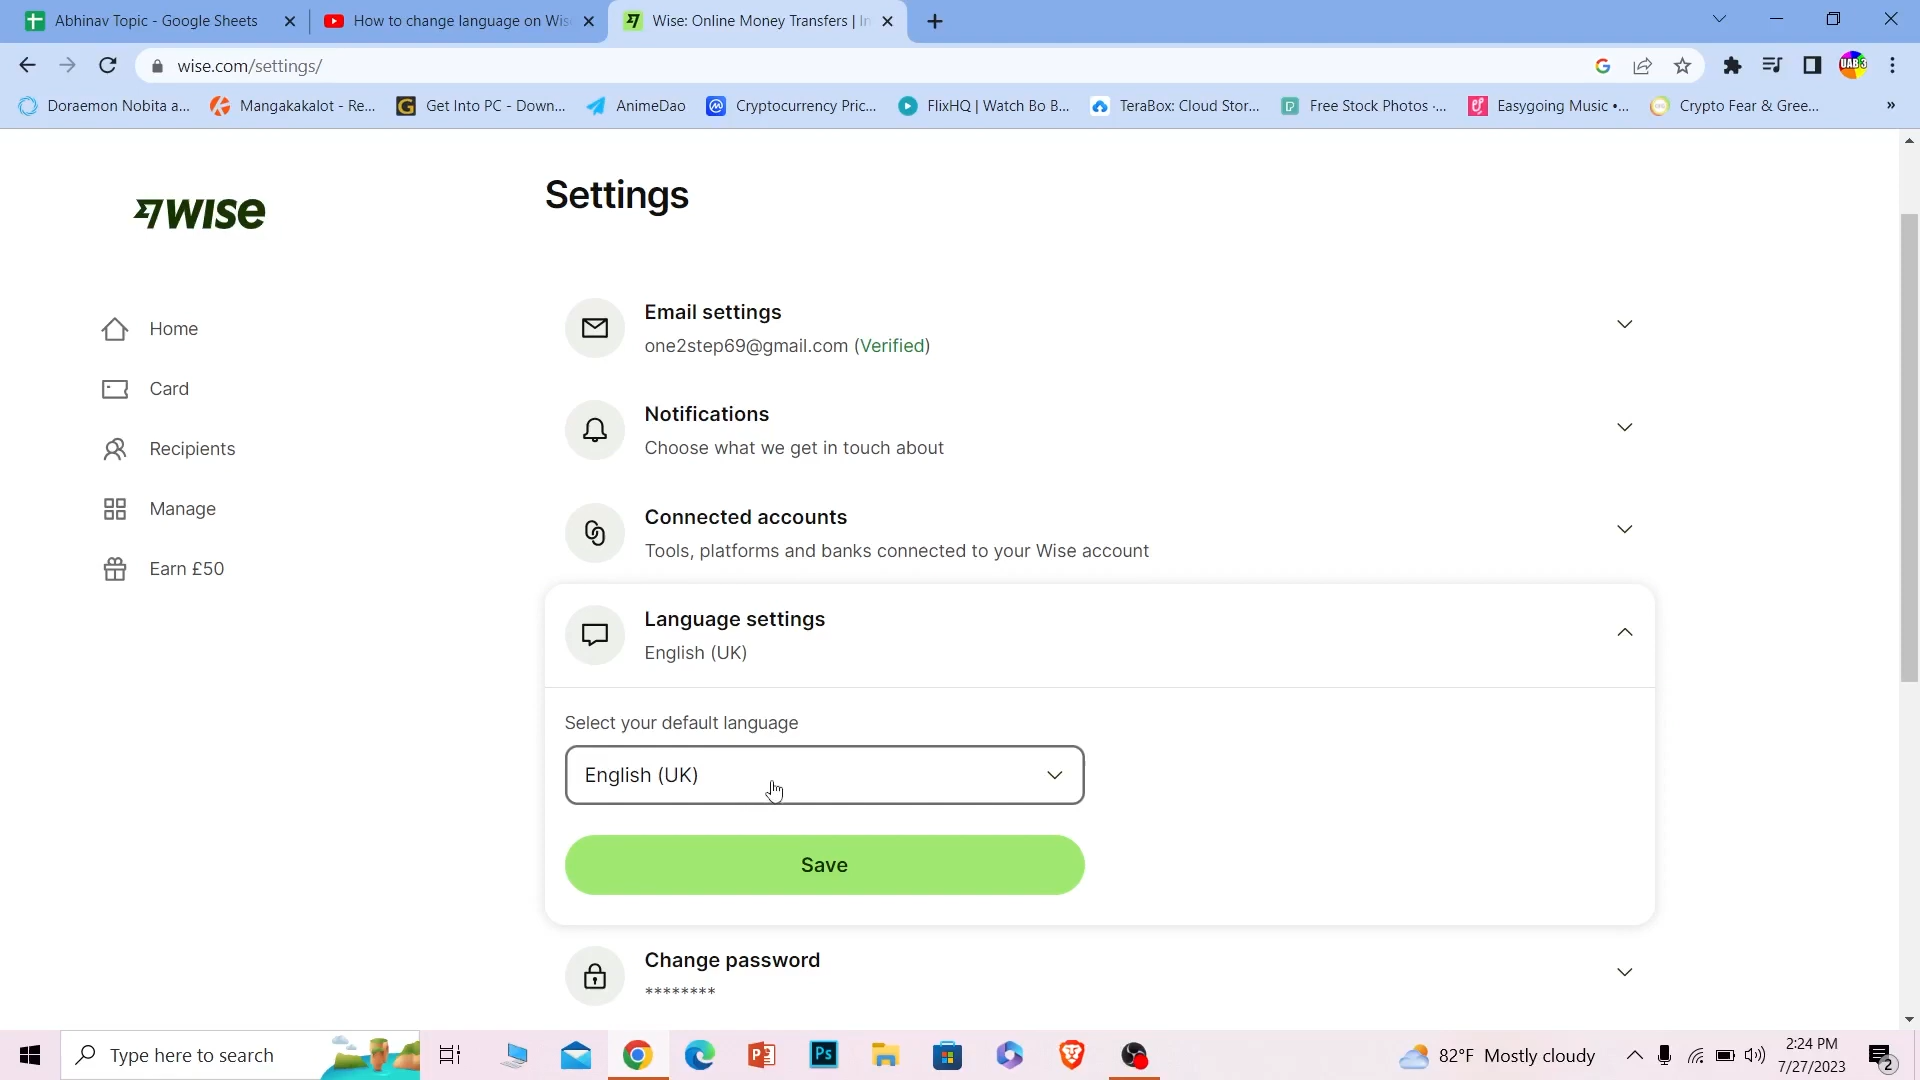 Abhinav Topic - Google Sheets
How to change language on Wis
Wise: Online Money Transfers | In
wise.com/settings/
UAB 3
Doraemon Nobita a...
Mangakakalot - Re...
Get Into PC - Down...
AnimeDao
Cryptocurrency Pric...
FlixHQ | Watch Bo B...
TeraBox: Cloud Stor...
Free Stock Photos ·...
Easygoing Music •...
Crypto Fear & Gree...
»
WISE
Home
Card
Recipients
Manage
Earn £50
Settings
Email settings
one2step69@gmail.com (Verified)
Notifications
Choose what we get in touch about
Connected accounts
Tools, platforms and banks connected to your Wise account
Language settings
English (UK)
Select your default language
English (UK)
Save
Change password
********
Type here to search
Ps
82°F Mostly cloudy
2:24 PM
7/27/2023
2